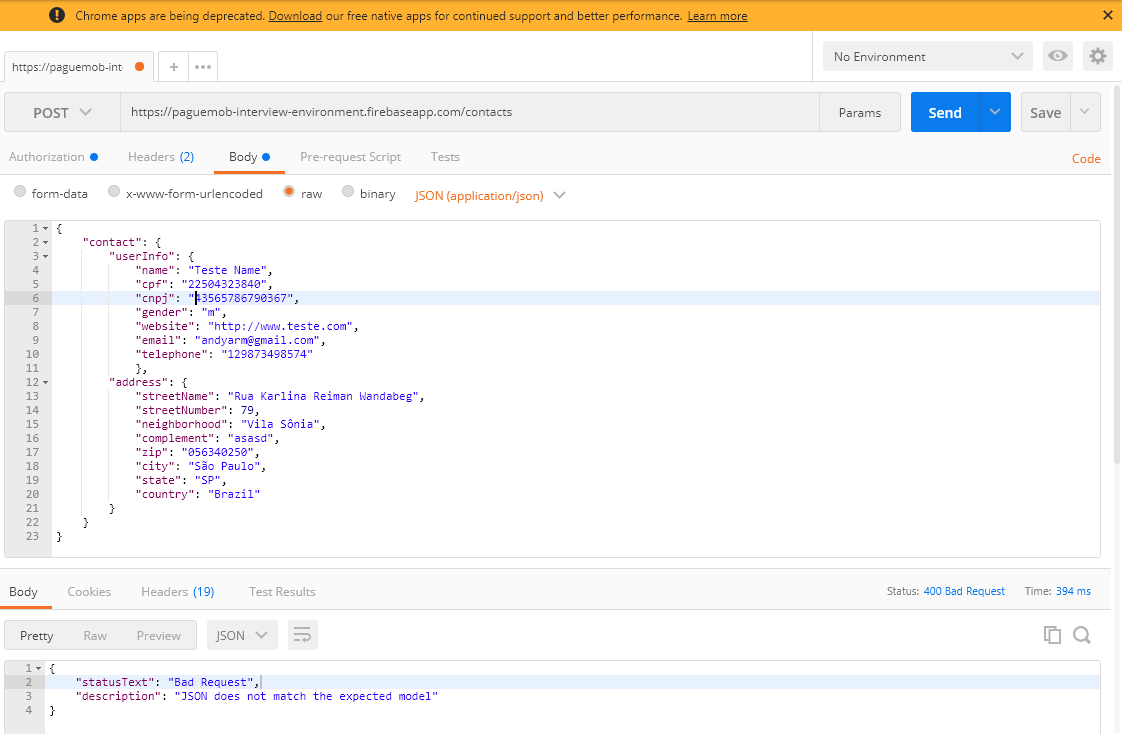 Chrome apps are being deprecated. Download our free native apps for continued support and better performance. Learn more
https://paguemob-int
No Environment
POST https://paguemob-interview-environment.firebaseapp.com/contacts Params Send Save
Authorization Headers (2) Body Pre-request Script Tests Code
form-data x-www-form-urlencoded raw binary JSON (application/json)
1 {
2 "contact": {
3 "userInfo": {
4 "name": "Teste Name",
5 "cpf": "22504323840",
6 "cnpj": "43565786790367",
7 "gender": "m",
8 "website": "http://www.teste.com",
9 "email": "andyarm@gmail.com",
10 "telephone": "129873498574"
11 },
12 "address": {
13 "streetName": "Rua Karlina Reiman Wandabeg",
14 "streetNumber": 79,
15 "neighborhood": "Vila Sônia",
16 "complement": "asasd",
17 "zip": "056340250",
18 "city": "São Paulo",
19 "state": "SP",
20 "country": "Brazil"
21 }
22 }
23 }
Body Cookies Headers (19) Test Results Status: 400 Bad Request Time: 394 ms
Pretty Raw Preview JSON
1 {
2 "statusText": "Bad Request",
3 "description": "JSON does not match the expected model"
4 }